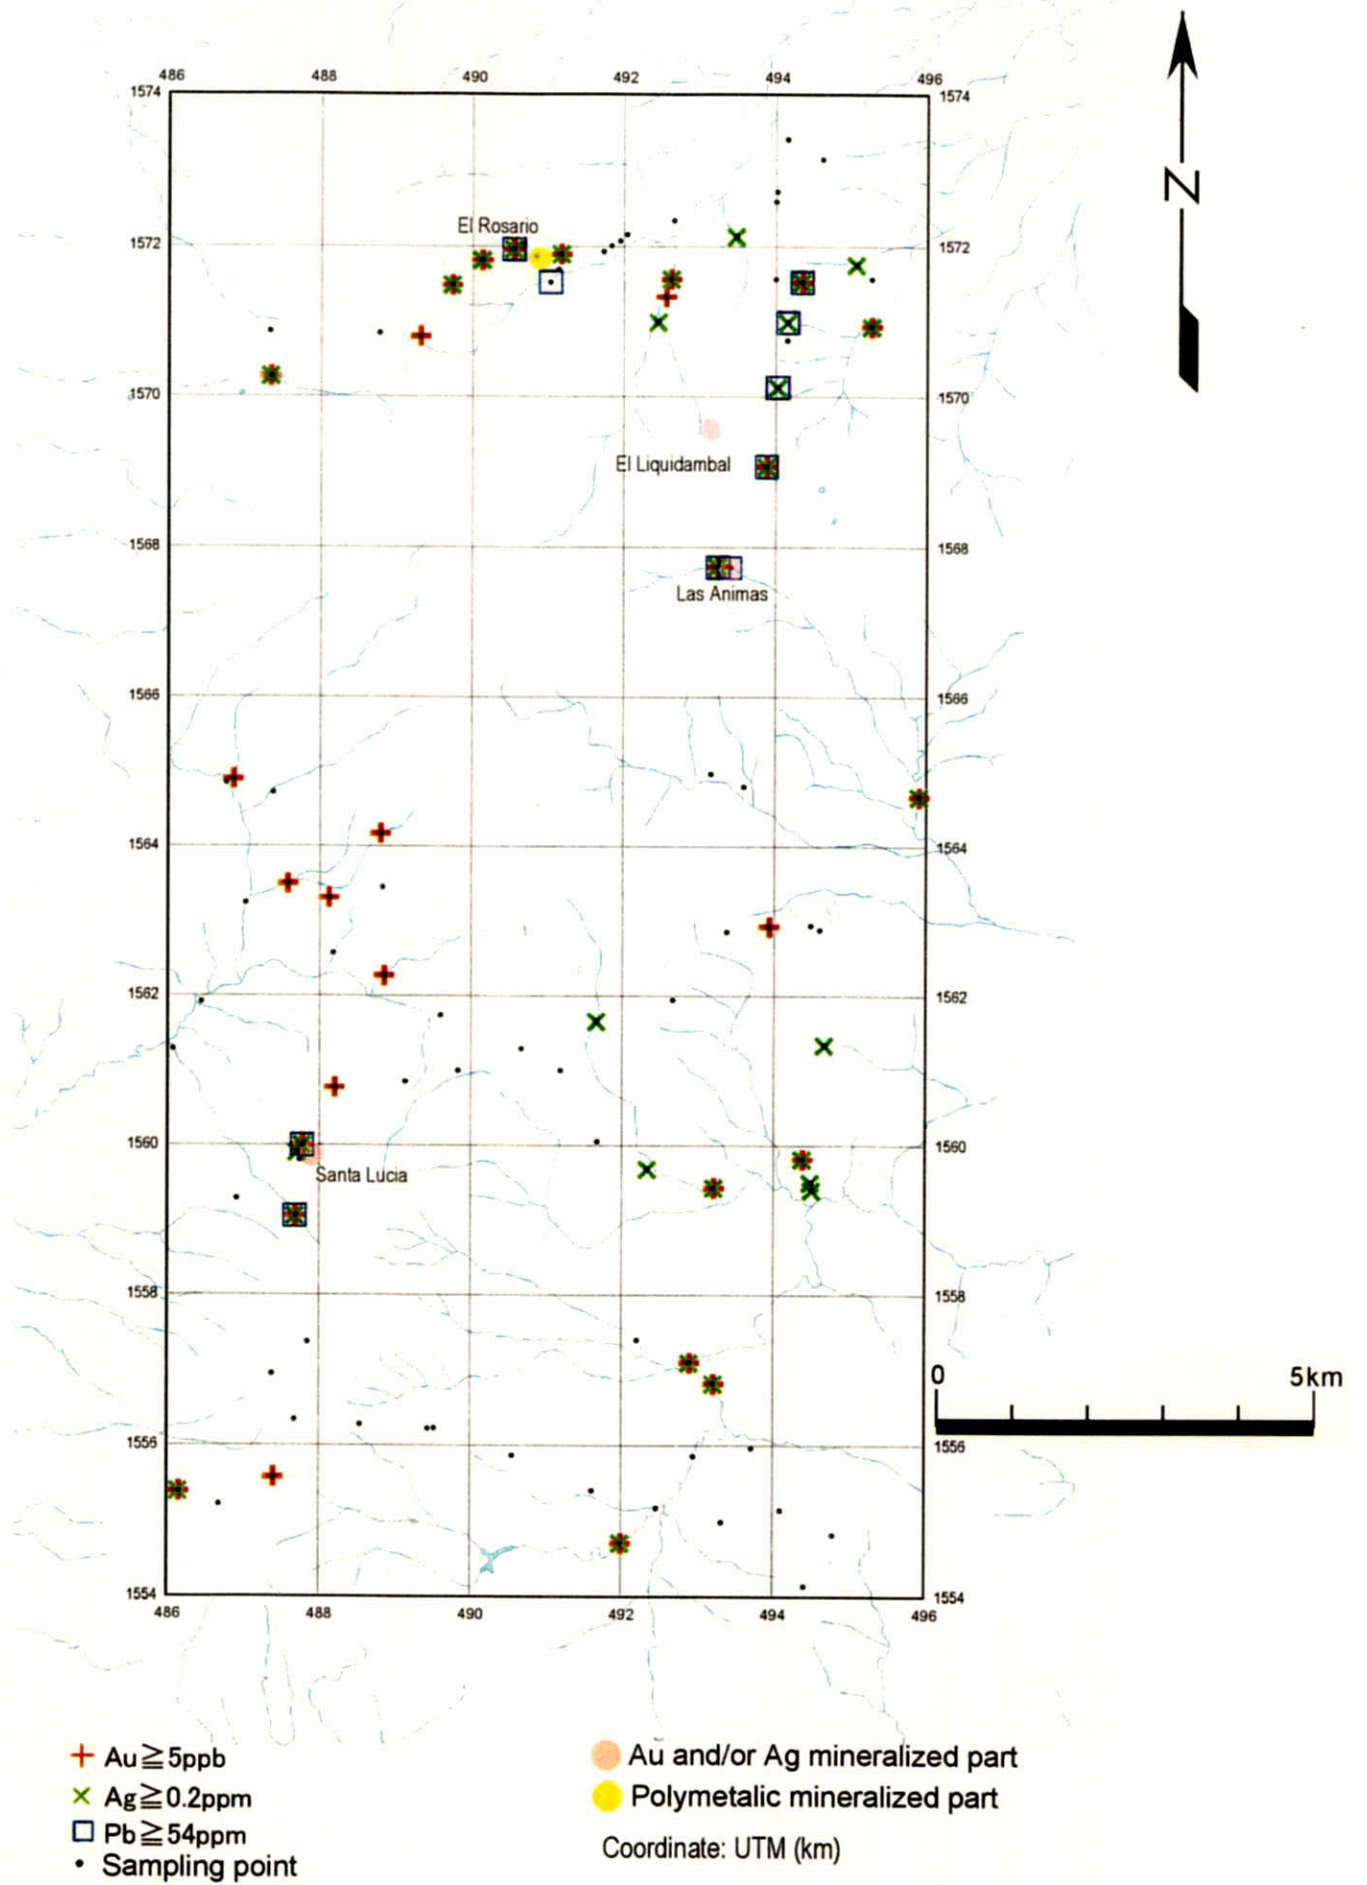 486 488 490 492 494 496
1574 1574
El Rosario
1572 1572
1570 1570
El Liquidambal
1568 1568
Las Animas
1566 1566
1564 1564
1562 1562
1560 1560
Santa Lucia
1558 1558
1556 1556
1554 1554
486 488 490 492 494 496
N
0 5km
Au≧5ppb
Ag≧0.2ppm
Pb≧54ppm
Sampling point
Au and/or Ag mineralized part
Polymetalic mineralized part
Coordinate: UTM (km)